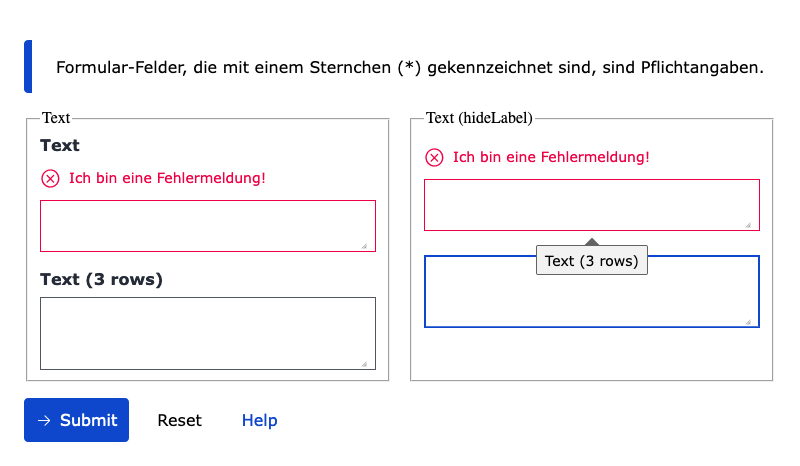 Formular-Felder, die mit einem Sternchen (*) gekennzeichnet sind, sind Pflichtangaben.
Text
Text
Ich bin eine Fehlermeldung!
Text (3 rows)
Text (hideLabel)
Ich bin eine Fehlermeldung!
Text (3 rows)
Submit
Reset
Help